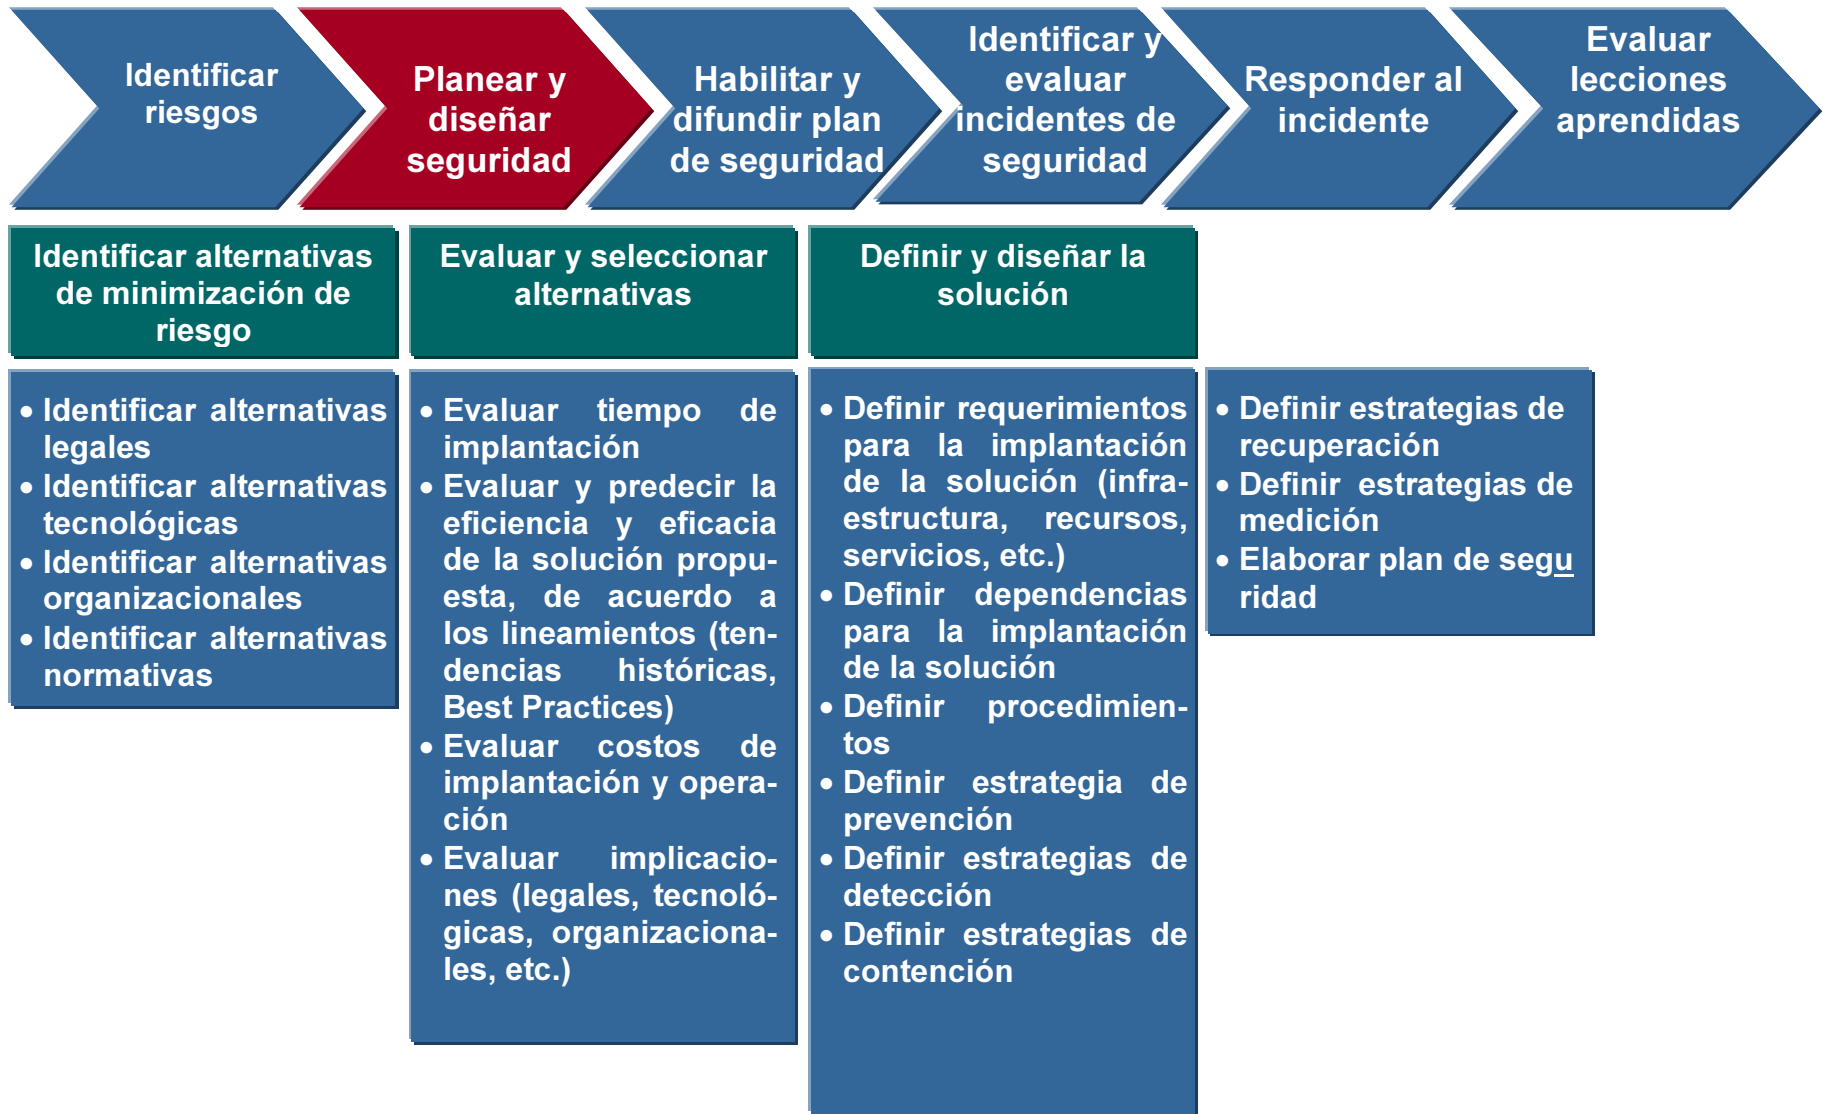 Identificar
riesgos
Planear y
diseñar
seguridad
Habilitar y
difundir plan
de seguridad
Identificar y
evaluar
incidentes de
seguridad
Responder al
incidente
Evaluar
lecciones
aprendidas
Identificar alternativas
de minimización de
riesgo
• Identificar alternativas
legales
• Identificar alternativas
tecnológicas
• Identificar alternativas
organizacionales
• Identificar alternativas
normativas
Evaluar y seleccionar
alternativas
• Evaluar tiempo de
implantación
• Evaluar y predecir la
eficiencia y eficacia
de la solución propu-
esta, de acuerdo a
los lineamientos (ten-
dencias históricas,
Best Practices)
• Evaluar costos de
implantación y opera-
ción
• Evaluar implicacio-
nes (legales, tecnoló-
gicas, organizaciona-
les, etc.)
Definir y diseñar la
solución
• Definir requerimientos
para la implantación
de la solución (infra-
estructura, recursos,
servicios, etc.)
• Definir dependencias
para la implantación
de la solución
• Definir procedimien-
tos
• Definir estrategia de
prevención
• Definir estrategias de
detección
• Definir estrategias de
contención
• Definir estrategias de
recuperación
• Definir estrategias de
medición
• Elaborar plan de segu
ridad